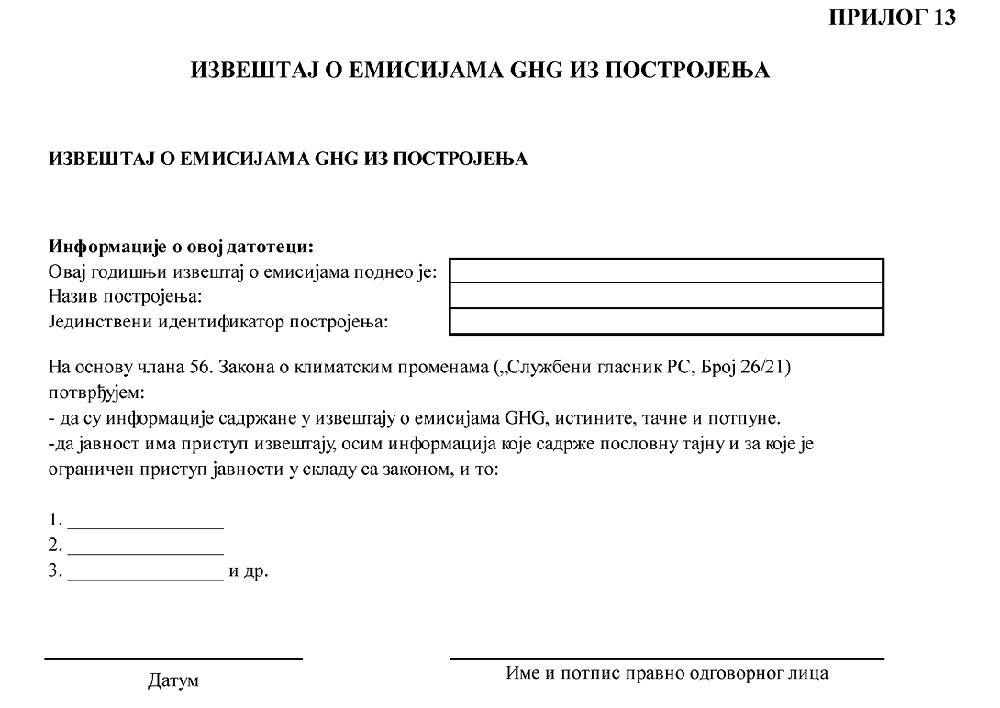 ПРИЛОГ 13
ИЗВЕШТАЈ О ЕМИСИЈАМА GHG ИЗ ПОСТРОЈЕЊА
ИЗВЕШТАЈ О ЕМИСИЈАМА GHG ИЗ ПОСТРОЈЕЊА
Информације о овој датотеци:
Овај годишњи извештај о емисијама поднео је:
Назив постројења:
Јединствени идентификатор постројења:
На основу члана 56. Закона о климатским променама („Службени гласник РС, Број 26/21)
потврђујем:
- да су информације садржане у извештају о емисијама GHG, истините, тачне и потпуне.
-да јавност има приступ извештају, осим информација које садрже пословну тајну и за које је
ограничен приступ јавности у складу са законом, и то:
1. ________________
2. ________________
3. ________________ и др.
Датум
Име и потпис правно одговорног лица